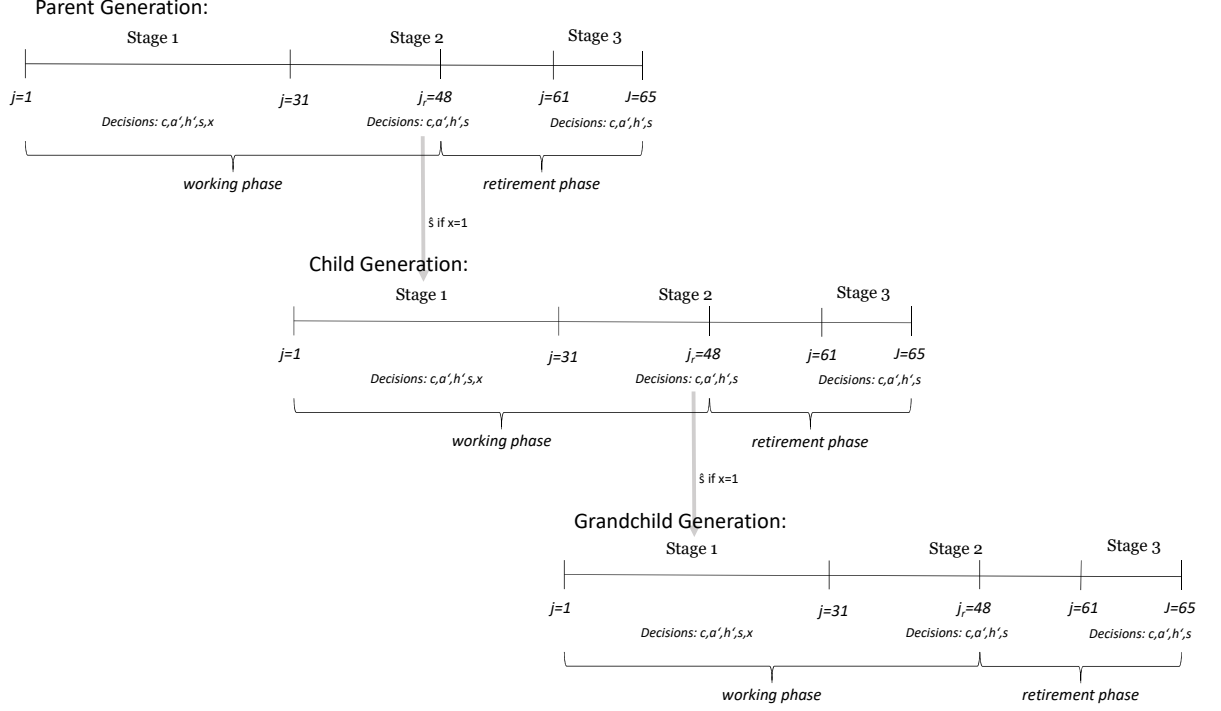 Parent Generation:
Stage 1 Stage 2 Stage 3
j=1 j=31 jᵣ=48 j=61 J=65
Decisions: c,a‘,h‘,s,x Decisions: c,a‘,h‘,s Decisions: c,a‘,h‘,s
working phase retirement phase
ŝ if x=1
Child Generation:
Stage 1 Stage 2 Stage 3
j=1 j=31 jᵣ=48 j=61 J=65
Decisions: c,a‘,h‘,s,x Decisions: c,a‘,h‘,s Decisions: c,a‘,h‘,s
working phase retirement phase
ŝ if x=1
Grandchild Generation:
Stage 1 Stage 2 Stage 3
j=1 j=31 jᵣ=48 j=61 J=65
Decisions: c,a‘,h‘,s,x Decisions: c,a‘,h‘,s Decisions: c,a‘,h‘,s
working phase retirement phase